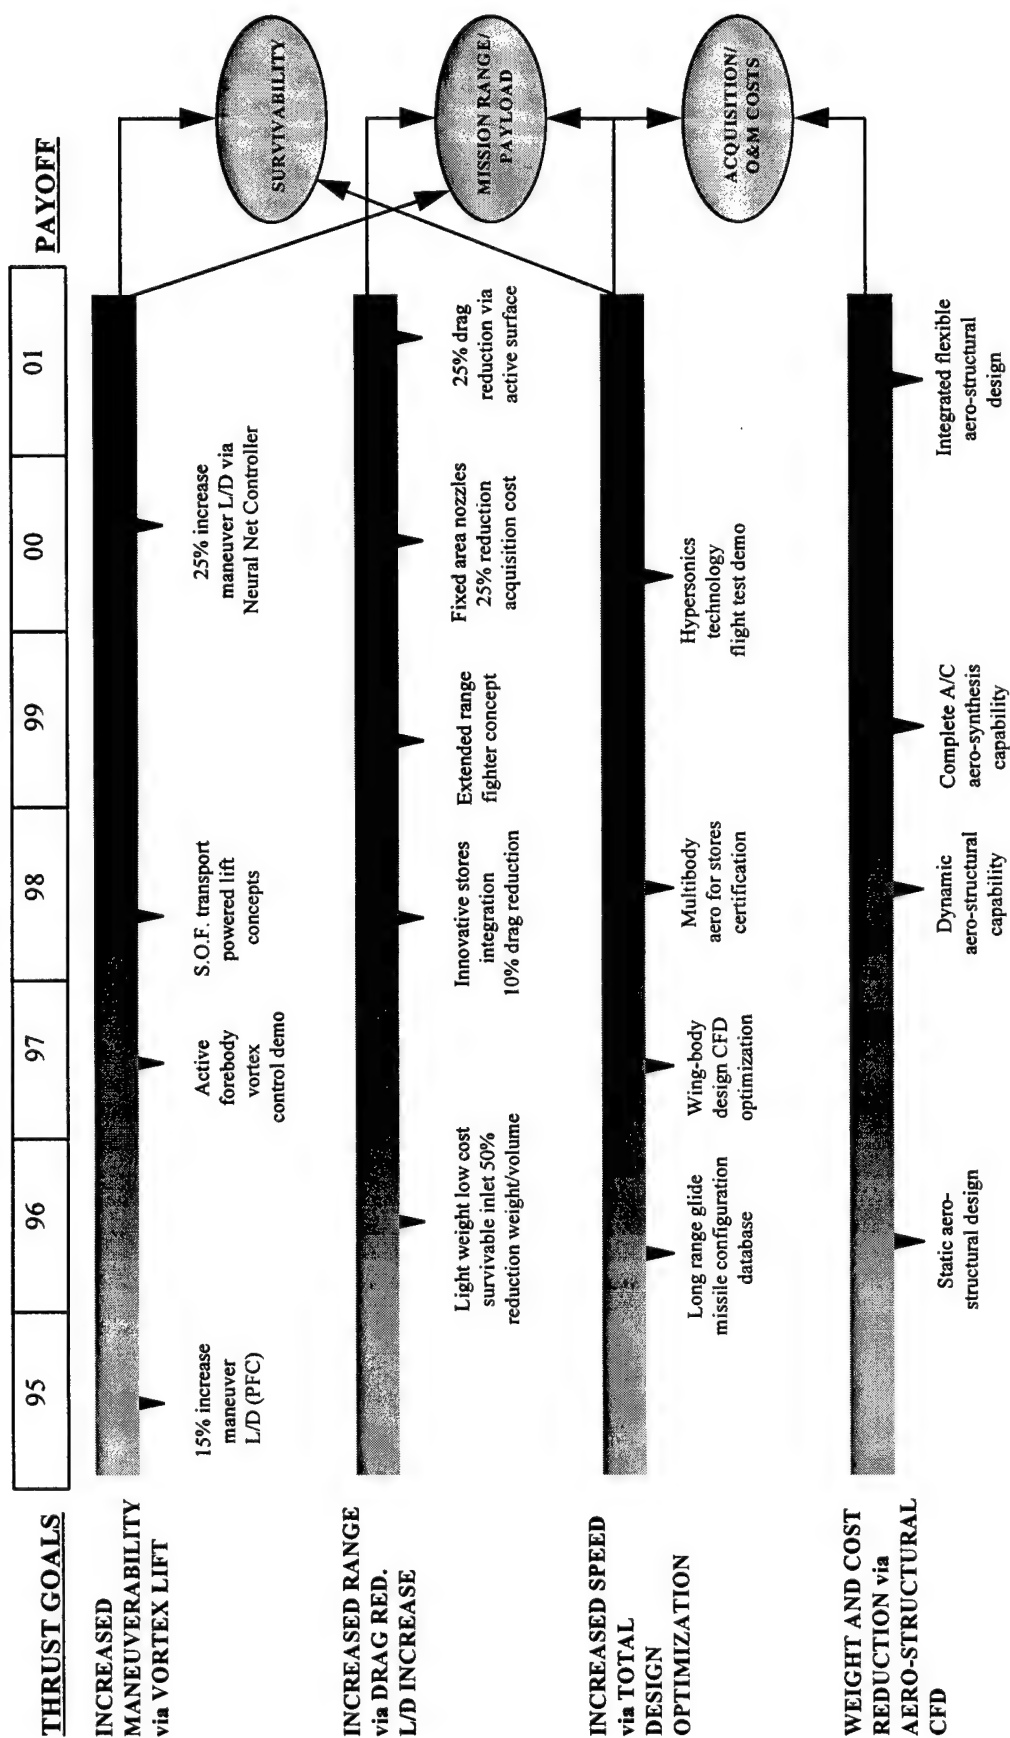 THRUST GOALS
95
96
97
98
99
00
01
PAYOFF
INCREASED
MANEUVERABILITY
via VORTEX LIFT
15% increase
maneuver
L/D (PFC)
Active
forebody
vortex
control demo
S.O.F. transport
powered lift
concepts
25% increase
maneuver L/D via
Neural Net Controller
SURVIVABILITY
INCREASED RANGE
via DRAG RED.
L/D INCREASE
Light weight low cost
survivable inlet 50%
reduction weight/volume
Innovative stores
integration
10% drag reduction
Extended range
fighter concept
Fixed area nozzles
25% reduction
acquisition cost
25% drag
reduction via
active surface
MISSION RANGE/
PAYLOAD
INCREASED SPEED
via TOTAL
DESIGN
OPTIMIZATION
Long range glide
missile configuration
database
Wing-body
design CFD
optimization
Multibody
aero for stores
certification
Hypersonics
technology
flight test demo
ACQUISITION/
O&M COSTS
WEIGHT AND COST
REDUCTION via
AERO-STRUCTURAL
CFD
Static aero-
structural design
Dynamic
aero-structural
capability
Complete A/C
aero-synthesis
capability
Integrated flexible
aero-structural
design